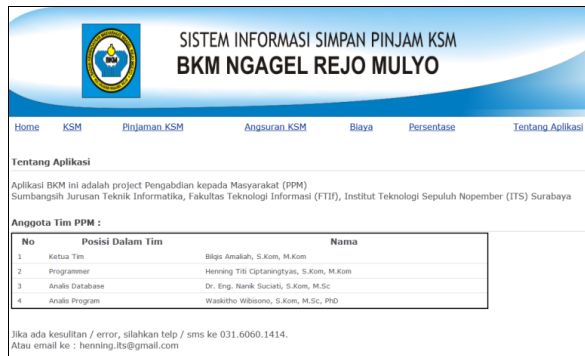 SISTEM INFORMASI SIMPAN PINJAM KSM
BKM NGAGEL REJO MULYO
BKM
Home KSM Pinjaman KSM Angsuran KSM Biaya Persentase Tentang Aplikasi
Tentang Aplikasi
Aplikasi BKM ini adalah project Pengabdian kepada Masyarakat (PPM)
Sumbangsih Jurusan Teknik Informatika, Fakultas Teknologi Informasi (FTIf), Institut Teknologi Sepuluh Nopember (ITS) Surabaya
Anggota Tim PPM :
No Posisi Dalam Tim Nama
1 Ketua Tim Bilqis Amaliah, S.Kom, M.Kom
2 Programmer Henning Titi Ciptaningtyas, S.Kom, M.Kom
3 Analis Database Dr. Eng. Nanik Suciati, S.Kom, M.Sc
4 Analis Program Waskitho Wibisono, S.Kom, M.Sc, PhD
Jika ada kesulitan / error, silahkan telp / sms ke 031.6060.1414.
Atau email ke : henning.its@gmail.com